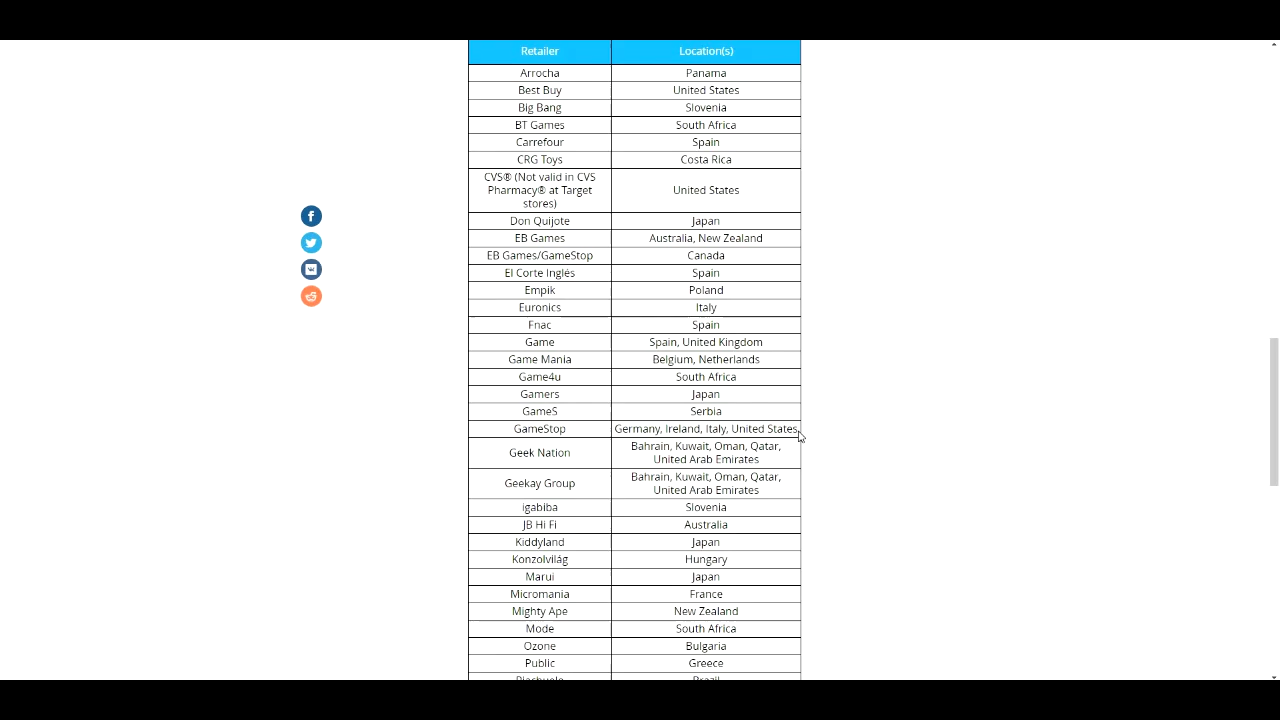 Retailer Location(s)
Arrocha Panama
Best Buy United States
Big Bang Slovenia
BT Games South Africa
Carrefour Spain
CRG Toys Costa Rica
CVS® (Not valid in CVS
Pharmacy® at Target United States
stores)
Don Quijote Japan
EB Games Australia, New Zealand
EB Games/GameStop Canada
El Corte Inglés Spain
Empik Poland
Euronics Italy
Fnac Spain
Game Spain, United Kingdom
Game Mania Belgium, Netherlands
Game4u South Africa
Gamers Japan
GameS Serbia
GameStop Germany, Ireland, Italy, United States
Geek Nation Bahrain, Kuwait, Oman, Qatar,
United Arab Emirates
Geekay Group Bahrain, Kuwait, Oman, Qatar,
United Arab Emirates
igabiba Slovenia
JB Hi Fi Australia
Kiddyland Japan
Konzolvilág Hungary
Marui Japan
Micromania France
Mighty Ape New Zealand
Mode South Africa
Ozone Bulgaria
Public Greece
Brazil